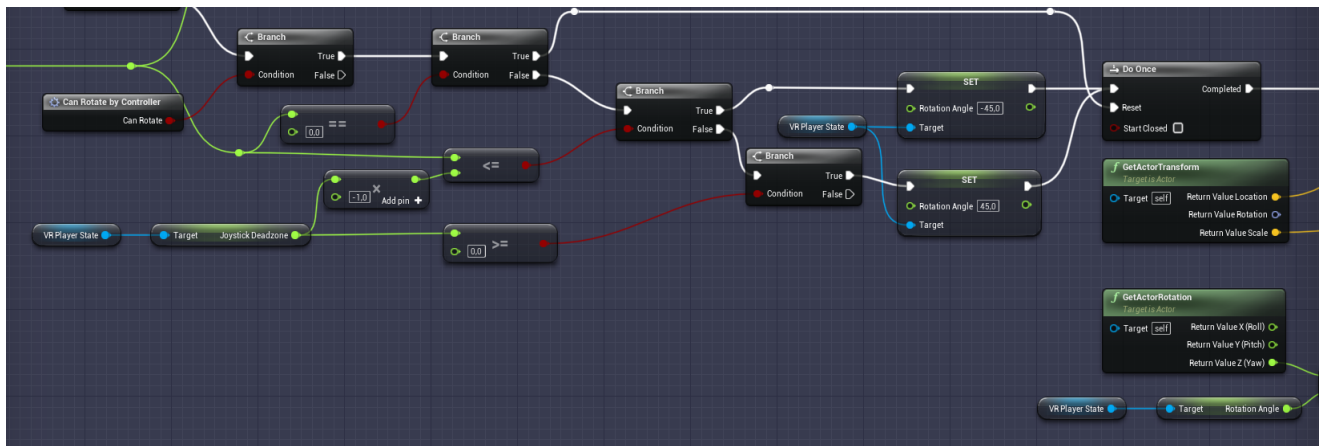 Branch
True
Condition
False
Branch
True
Condition
False
Can Rotate by Controller
Can Rotate
0,0
==
Branch
True
Condition
False
<=
-1,0
×
Add pin +
VR Player State
Target
Joystick Deadzone
0,0
>=
VR Player State
Branch
True
Condition
False
SET
Rotation Angle
-45,0
Target
SET
Rotation Angle
45,0
Target
Do Once
Completed
Reset
Start Closed
f GetActorTransform
Target is Actor
Target
self
Return Value Location
Return Value Rotation
Return Value Scale
f GetActorRotation
Target is Actor
Target
self
Return Value X (Roll)
Return Value Y (Pitch)
Return Value Z (Yaw)
VR Player State
Target
Rotation Angle